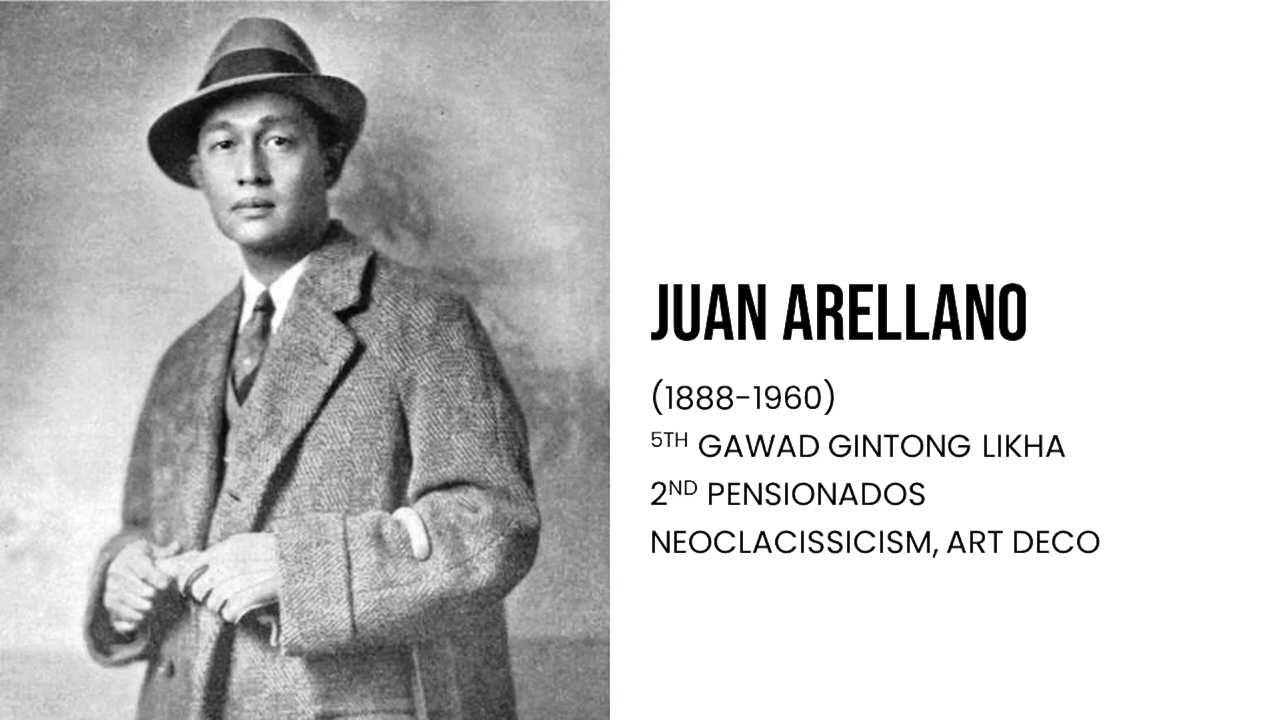 JUAN ARELLANO
(1888-1960)
5TH GAWAD GINTONG LIKHA
2ND PENSIONADOS
NEOCLACISSICISM, ART DECO